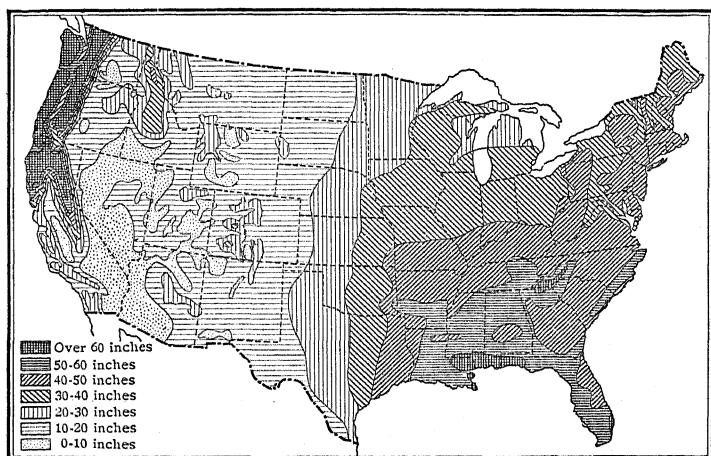 Over 60 inches
50-60 inches
40-50 inches
30-40 inches
20-30 inches
10-20 inches
0-10 inches